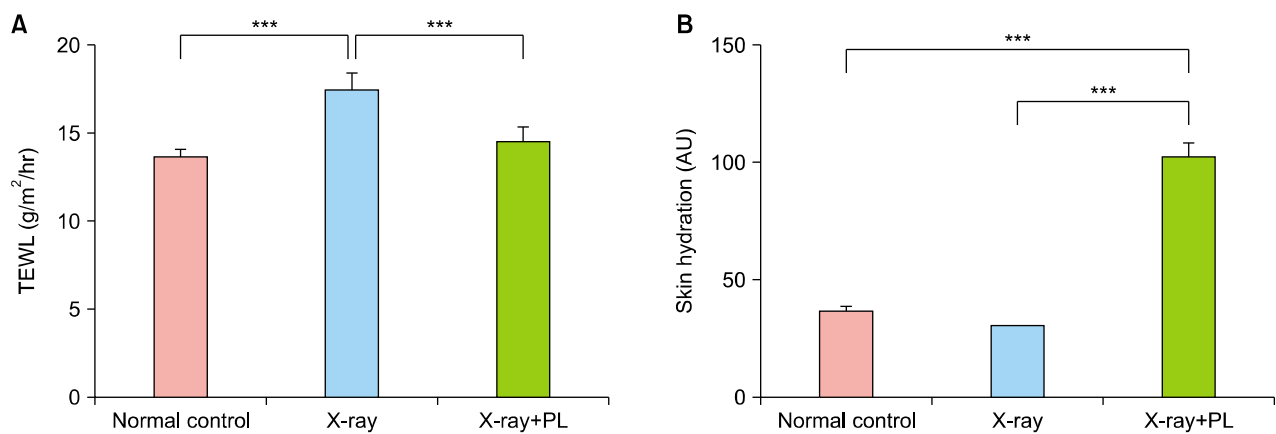 A
TEWL (g/m²/hr)
20
15
10
5
0
***
***
Normal control
X-ray
X-ray+PL
B
Skin hydration (AU)
150
100
50
0
***
***
Normal control
X-ray
X-ray+PL